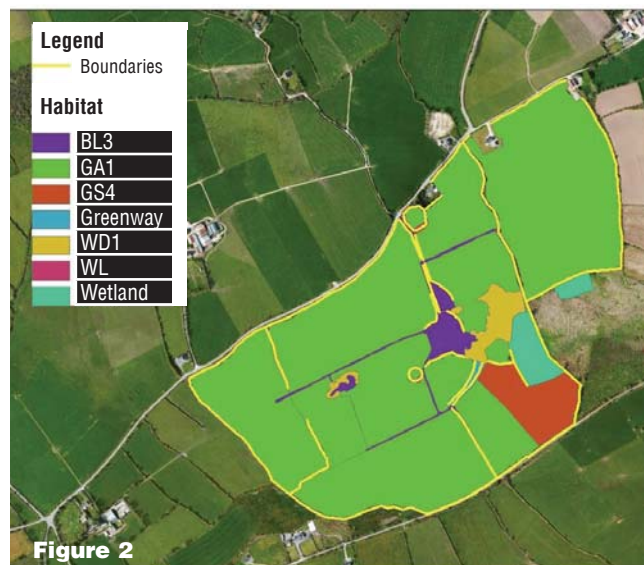 Legend
Boundaries
Habitat
BL3
GA1
GS4
Greenway
WD1
WL
Wetland
Figure 2